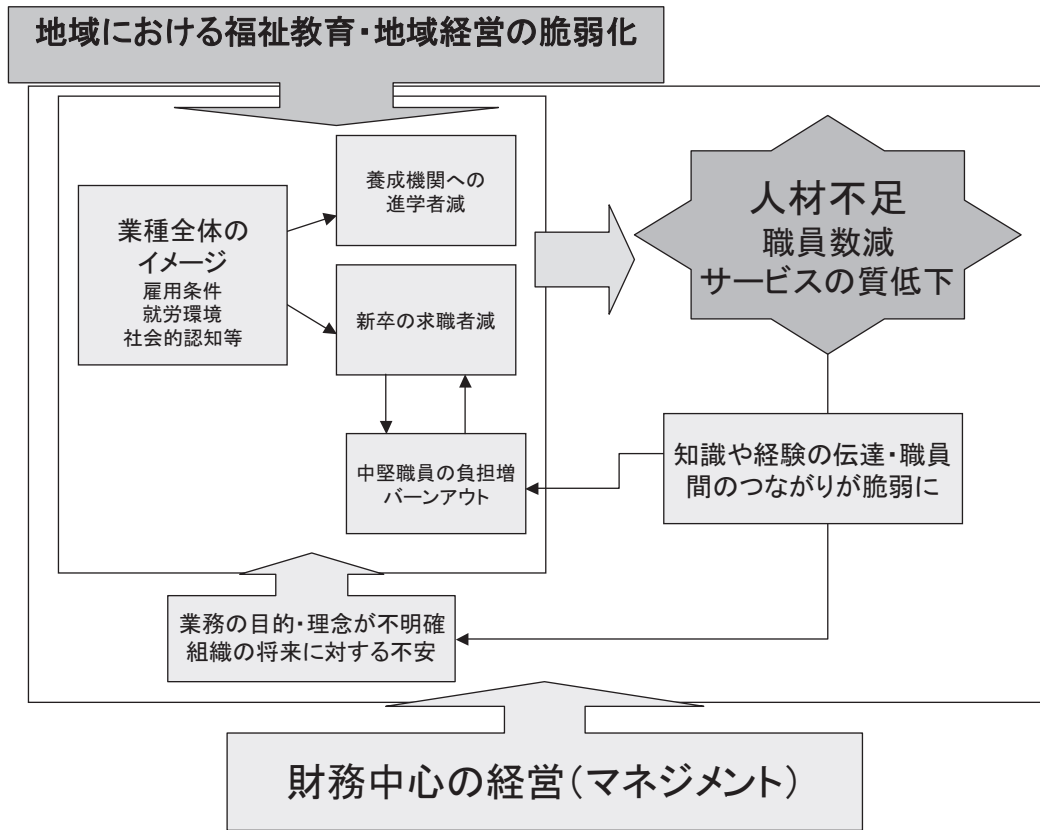 地域における福祉教育・地域経営の脆弱化
養成機関への
進学者減
業種全体の
イメージ
雇用条件
就労環境
社会的認知等
新卒の求職者減
中堅職員の負担増
バーンアウト
人材不足
職員数減
サービスの質低下
知識や経験の伝達・職員
間のつながりが脆弱に
業務の目的・理念が不明確
組織の将来に対する不安
財務中心の経営(マネジメント)